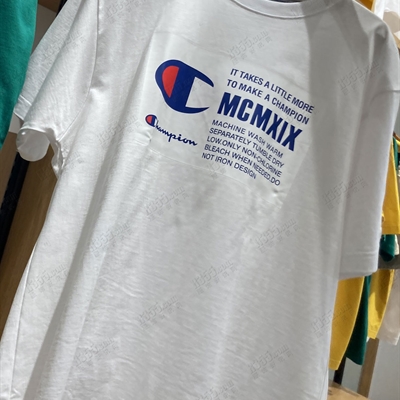 IT TAKES A LITTLE MORE
TO MAKE A CHAMPION
MCMXIX
Champion
MACHINE WASH WARM
SEPARATELY TUMBLE DRY
LOW.ONLY NON-CHLORINE
BLEACH WHEN NEEDED.DO
NOT IRON DESIGN